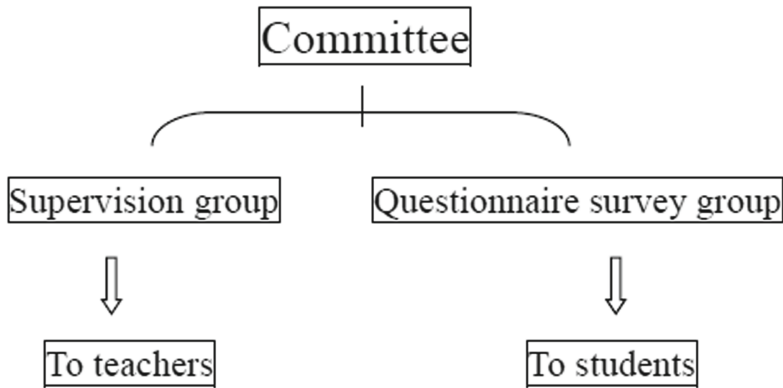 Committee
Supervision group
Questionnaire survey group
To teachers
To students